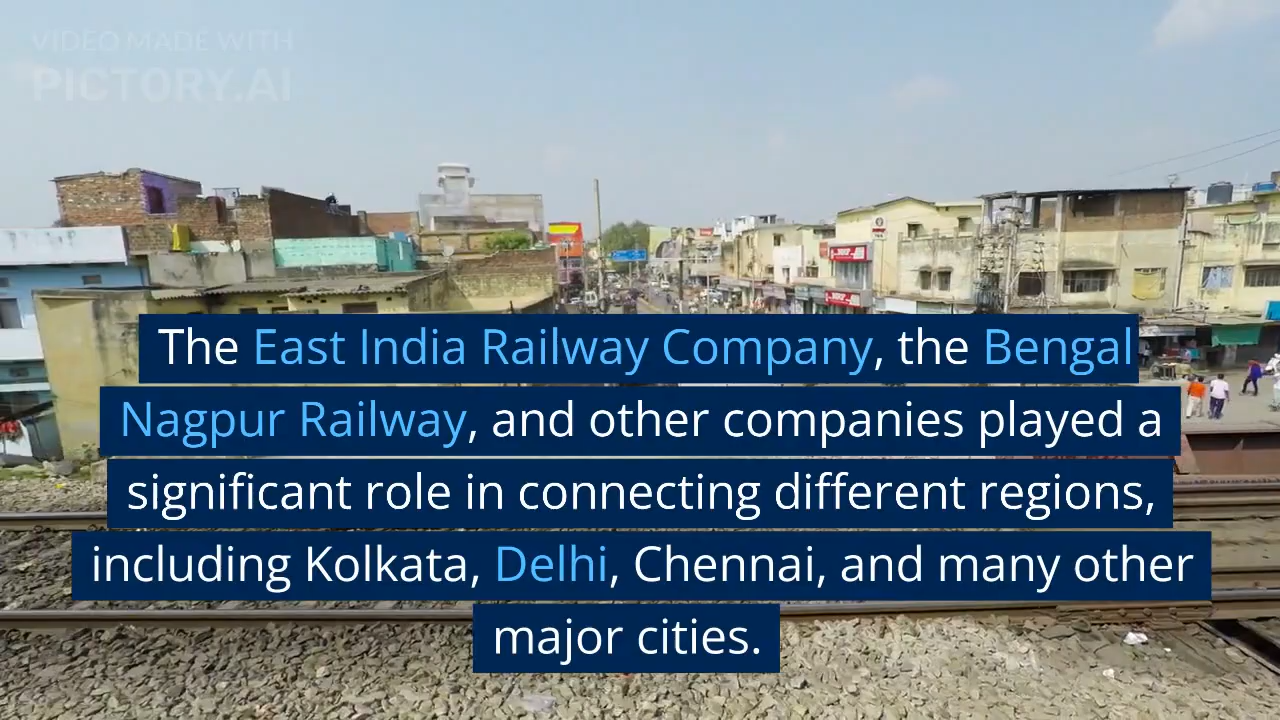 VIDEO MADE WITH
PICTORY.AI
The East India Railway Company, the Bengal
Nagpur Railway, and other companies played a
significant role in connecting different regions,
including Kolkata, Delhi, Chennai, and many other
major cities.